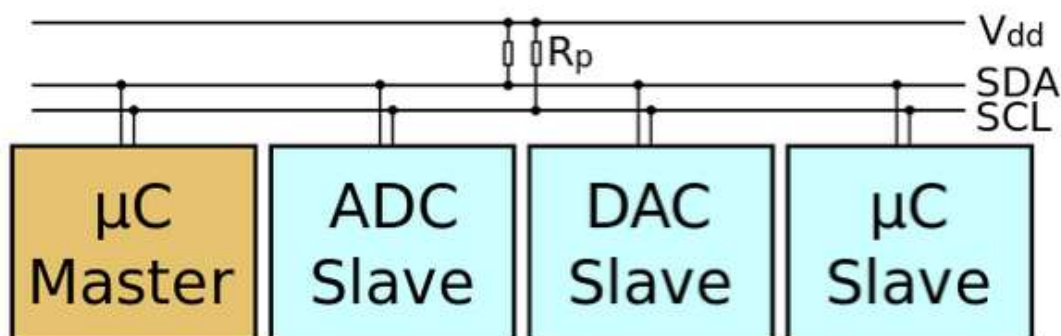 Vdd
Rp
SDA
SCL
µC
Master
ADC
Slave
DAC
Slave
µC
Slave